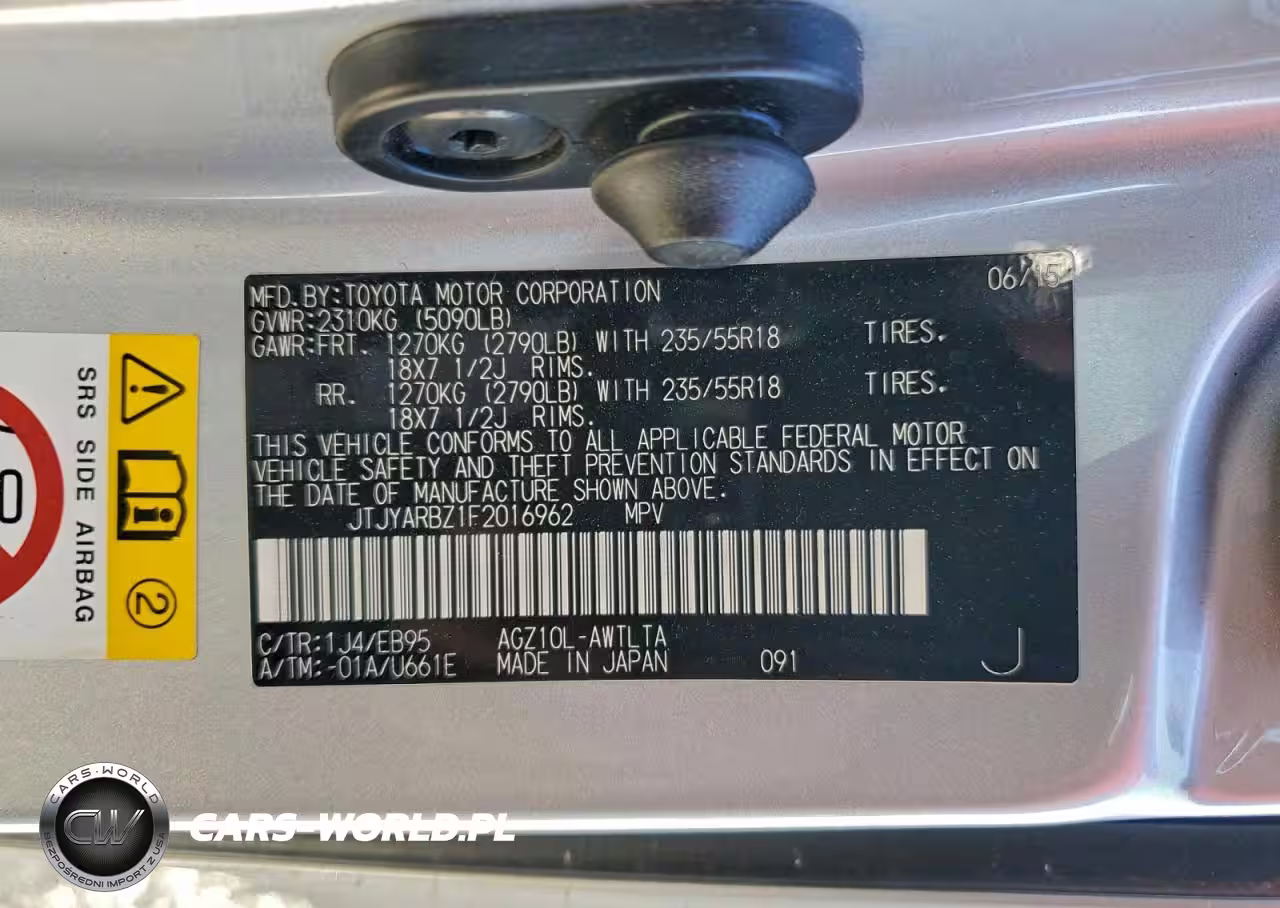 06/15
MFD.BY:TOYOTA MOTOR CORPORATION
GVWR:2310KG (5090LB)
GAWR:FRT. 1270KG (2790LB) WITH 235/55R18 TIRES.
18X7 1/2J RIMS.
RR. 1270KG (2790LB) WITH 235/55R18 TIRES.
18X7 1/2J RIMS.
THIS VEHICLE CONFORMS TO ALL APPLICABLE FEDERAL MOTOR
VEHICLE SAFETY AND THEFT PREVENTION STANDARDS IN EFFECT ON
THE DATE OF MANUFACTURE SHOWN ABOVE.
JTJYARBZ1F2016962 MPV
C/TR:1J4/EB95 AGZ10L-AWTLTA
A/TM:-01A/U661E MADE IN JAPAN 091 J
SRS SIDE AIRBAG
2
CARS-WORLD
CW
BEZPOŚREDNI IMPORT Z USA
CARS-WORLD.PL